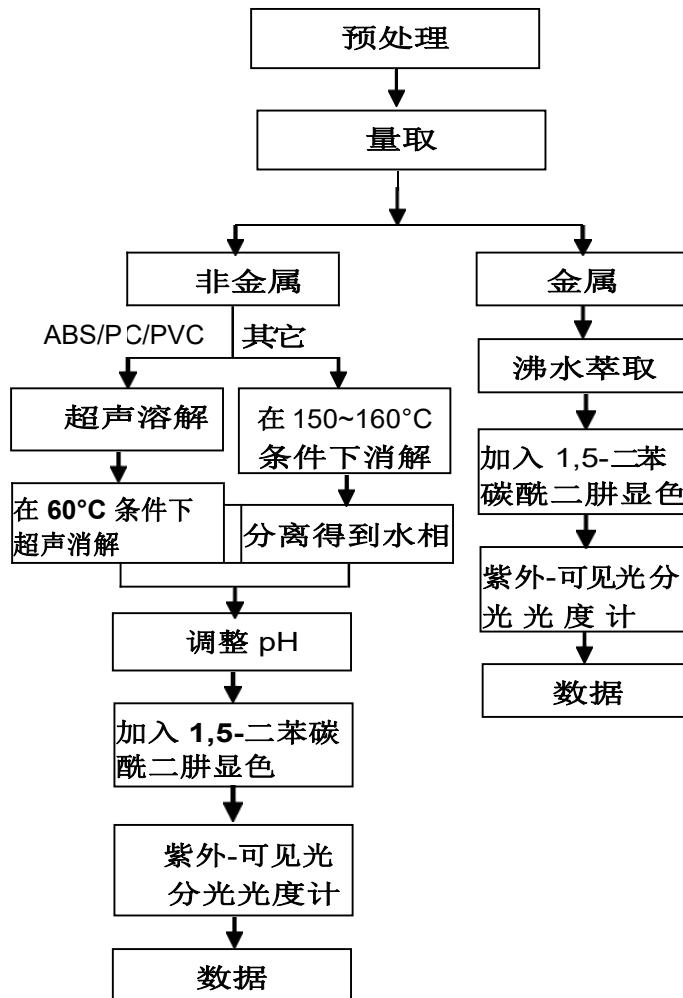 预处理
量取
非金属
金属
ABS/PC/PVC
其它
超声溶解
在 150~160°C
条件下消解
在 60°C 条件下
超声消解
分离得到水相
调整 pH
加入 1,5-二苯碳
酰二肼显色
紫外-可见光
分光光度计
数据
沸水萃取
加入 1,5-二苯
碳酰二肼显色
紫外-可见光分
光光度计
数据